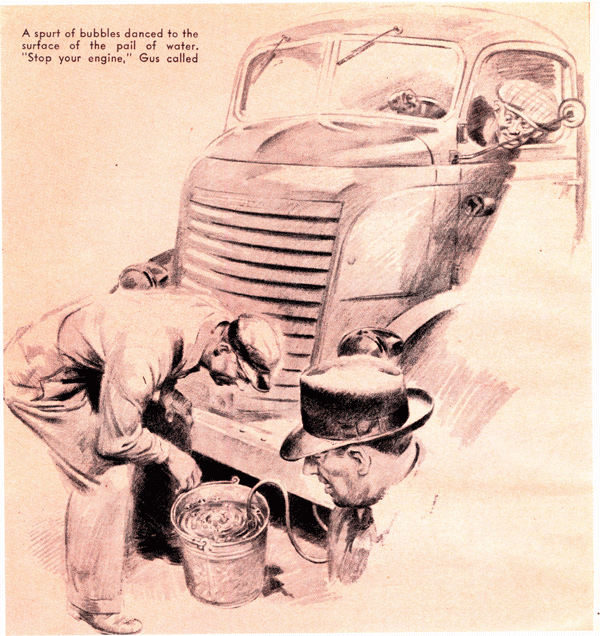 A spurt of bubbles danced to the
surface of the pail of water.
"Stop your engine," Gus called